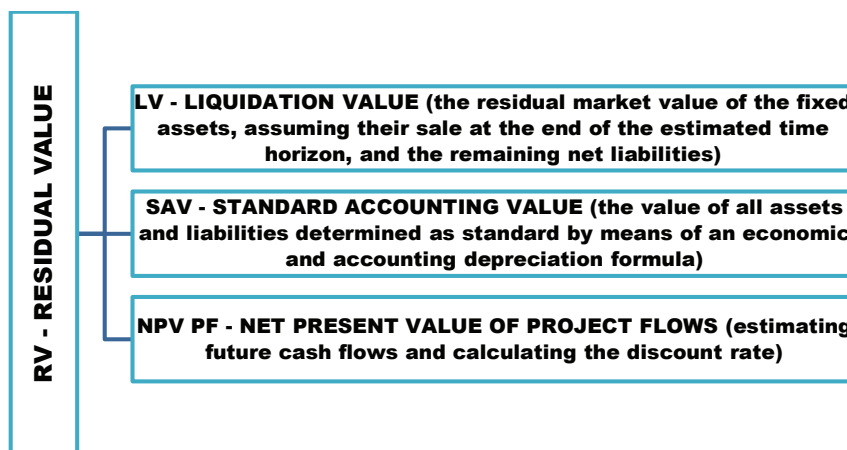 RV - RESIDUAL VALUE
LV - LIQUIDATION VALUE (the residual market value of the fixed
assets, assuming their sale at the end of the estimated time
horizon, and the remaining net liabilities)
SAV - STANDARD ACCOUNTING VALUE (the value of all assets
and liabilities determined as standard by means of an economic
and accounting depreciation formula)
NPV PF - NET PRESENT VALUE OF PROJECT FLOWS (estimating
future cash flows and calculating the discount rate)